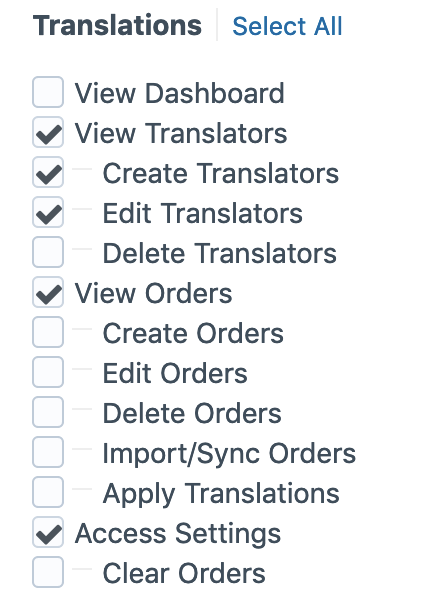 Translations Select All
View Dashboard
View Translators
Create Translators
Edit Translators
Delete Translators
View Orders
Create Orders
Edit Orders
Delete Orders
Import/Sync Orders
Apply Translations
Access Settings
Clear Orders